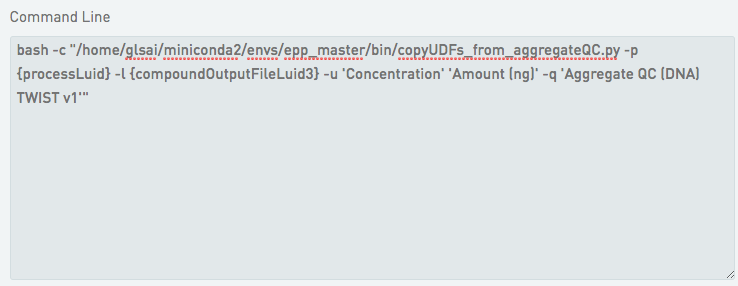 Command Line
bash -c "/home/glsai/miniconda2/envs/epp_master/bin/copyUDFs_from_aggregateQC.py -p
{processLuid} -l {compoundOutputFileLuid3} -u 'Concentration' 'Amount (ng)' -q 'Aggregate QC (DNA)
TWIST v1'"